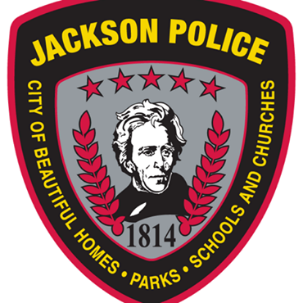 JACKSON POLICE
CITY OF BEAUTIFUL HOMES • PARKS • SCHOOLS AND CHURCHES
1814